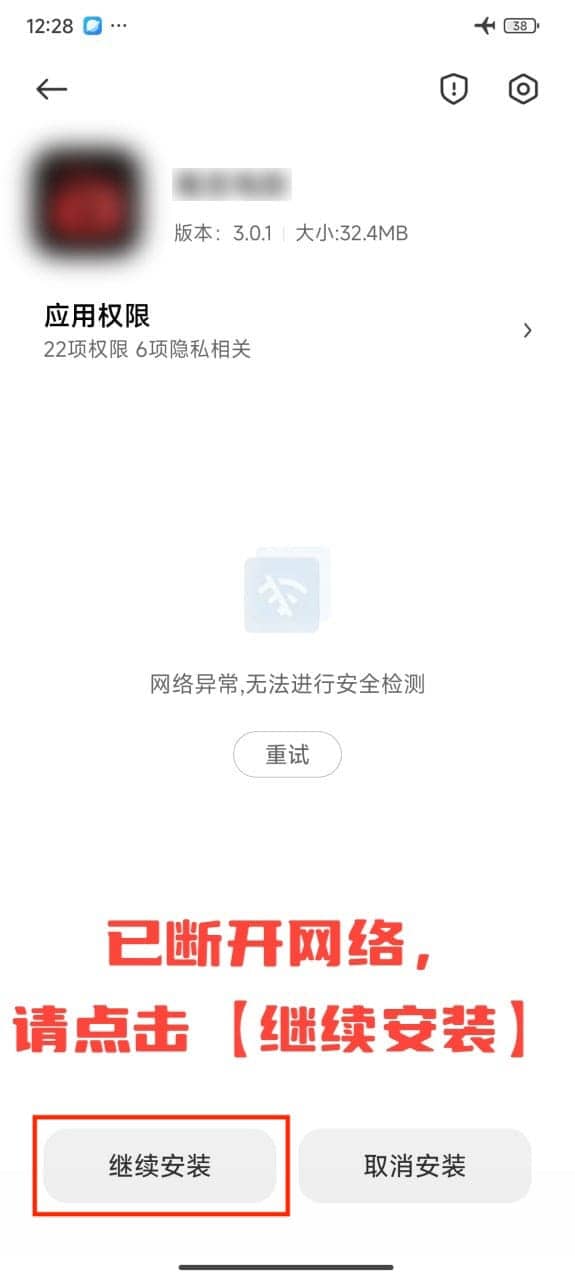 12:28 ···
38
版本：3.0.1 | 大小:32.4MB
应用权限
22项权限 6项隐私相关
网络异常,无法进行安全检测
重试
已断开网络，
请点击【继续安装】
继续安装 取消安装